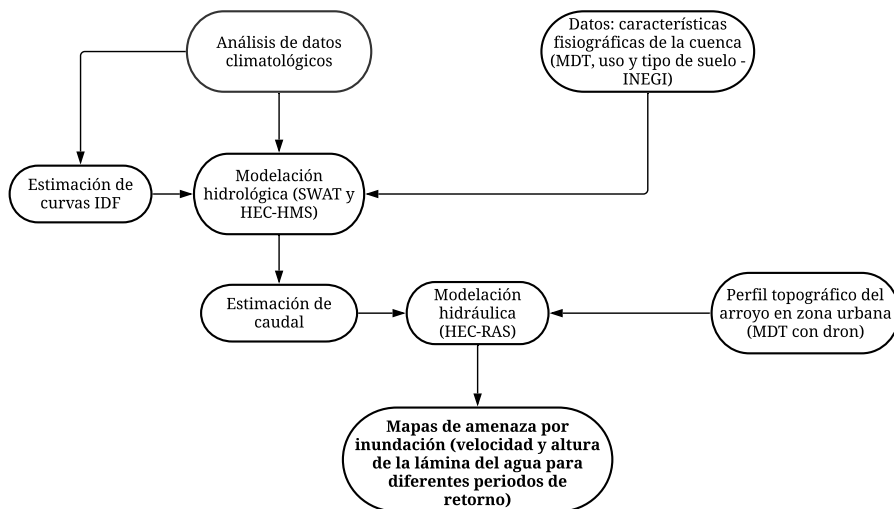 Análisis de datos
climatológicos
Datos: características
fisiográficas de la cuenca
(MDT, uso y tipo de suelo -
INEGI)
Estimación de
curvas IDF
Modelación
hidrológica (SWAT y
HEC-HMS)
Estimación de
caudal
Modelación
hidráulica
(HEC-RAS)
Perfil topográfico del
arroyo en zona urbana
(MDT con dron)
Mapas de amenaza por
inundación (velocidad y altura
de la lámina del agua para
diferentes periodos de
retorno)